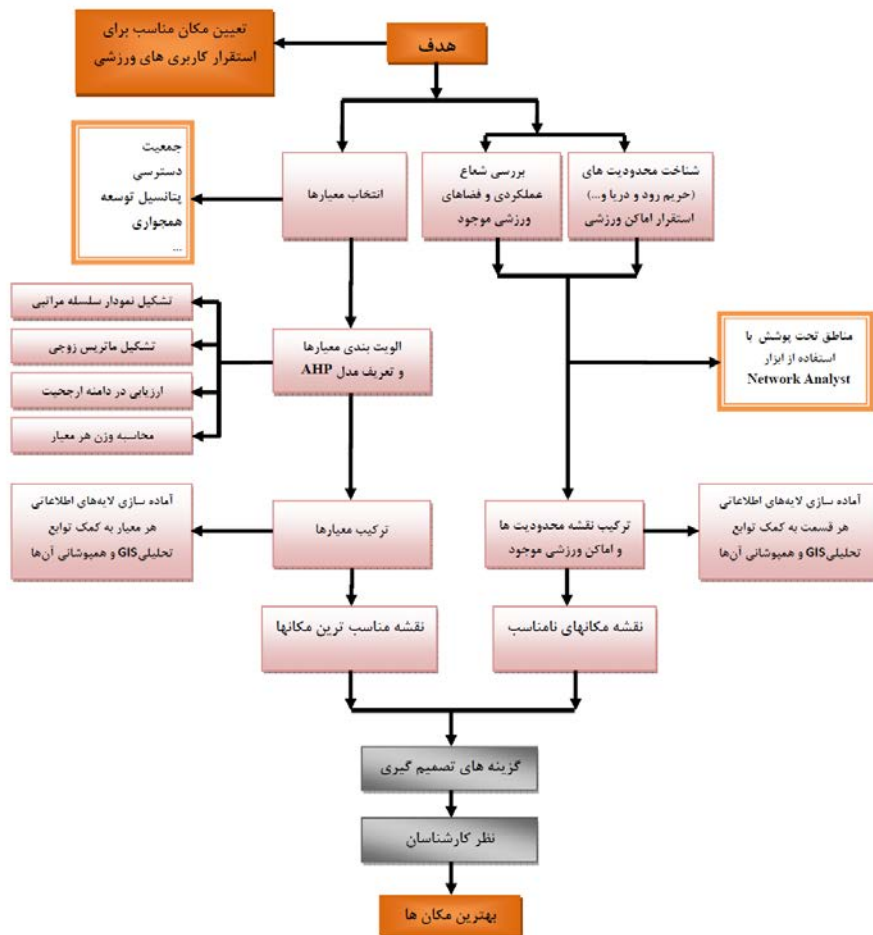 هدف
تعیین مکان مناسب برای
استقرار کاربری های ورزشی
شناخت محدودیت های
(حریم رود و دریا و...)
استقرار اماکن ورزشی
بررسی شعاع
عملکردی و فضاهای
ورزشی موجود
انتخاب معیارها
جمعیت
دسترسی
پتانسیل توسعه
همجواری
...
الویت بندی معیارها
و تعریف مدل AHP
تشکیل نمودار سلسله مراتبی
تشکیل ماتریس زوجی
ارزیابی در دامنه ارجحیت
محاسبه وزن هر معیار
مناطق تحت پوشش با
استفاده از ابزار
Network Analyst
آماده سازی لایه‌های اطلاعاتی
هر قسمت به کمک توابع
تحلیلی GIS و همپوشانی آن‌ها
ترکیب نقشه محدودیت ها
و اماکن ورزشی موجود
ترکیب معیارها
آماده سازی لایه‌های اطلاعاتی
هر معیار به کمک توابع
تحلیلی GIS و همپوشانی آن‌ها
نقشه مکانهای نامناسب
نقشه مناسب ترین مکانها
گزینه های تصمیم گیری
نظر کارشناسان
بهترین مکان ها